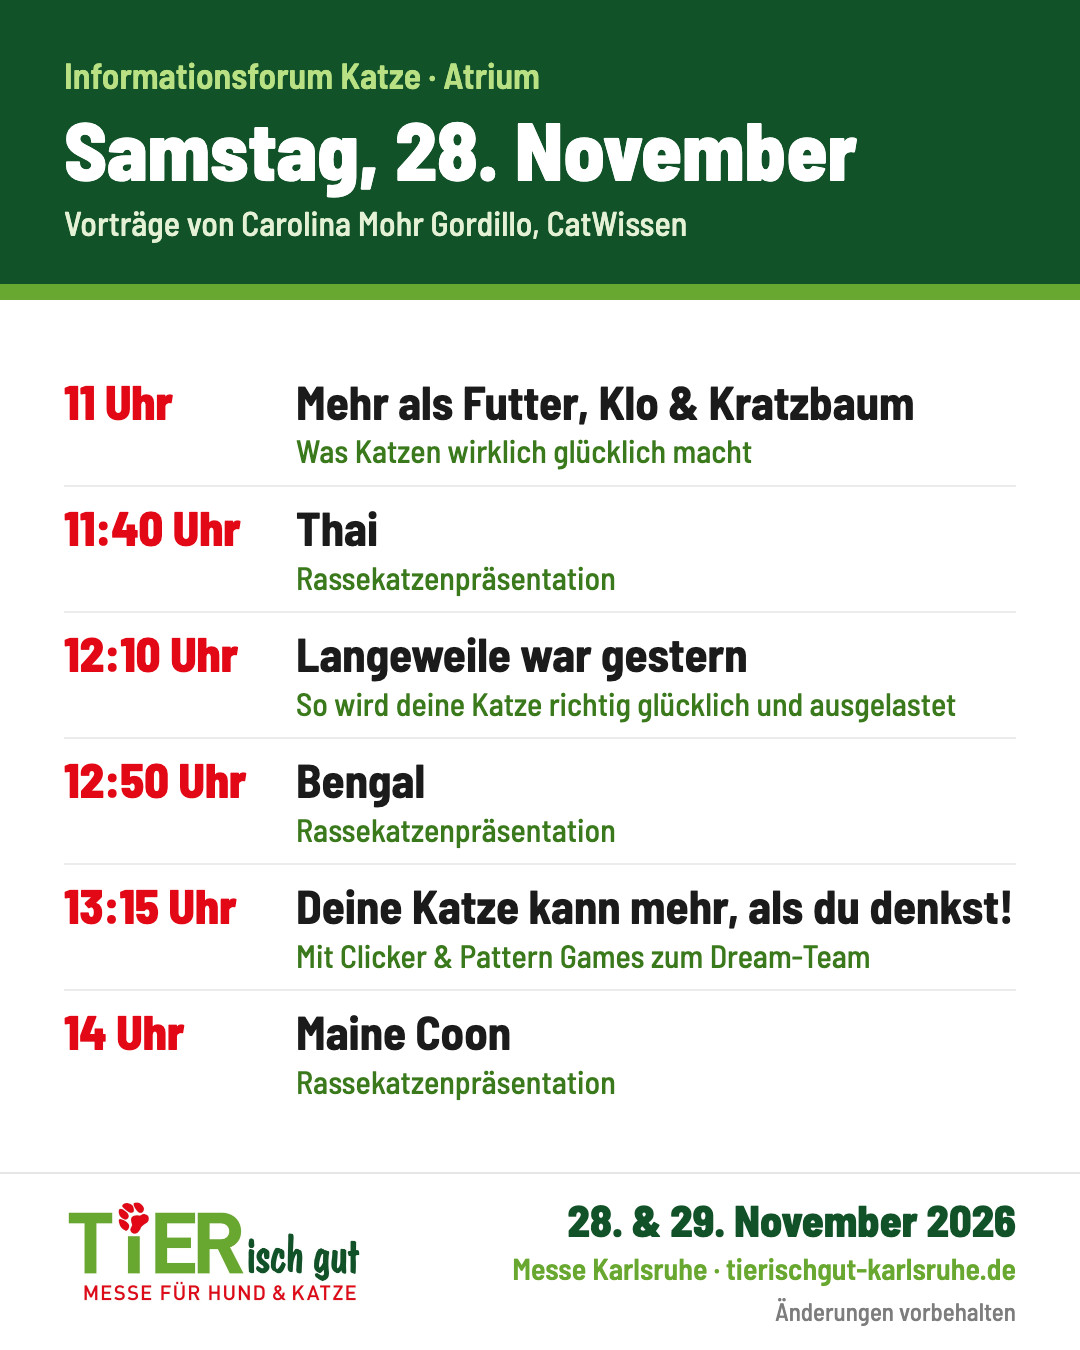 Informationsforum Katze · Atrium
Samstag, 28. November
Vorträge von Carolina Mohr Gordillo, CatWissen
11 Uhr Mehr als Futter, Klo & Kratzbaum
Was Katzen wirklich glücklich macht
11:40 Uhr Thai
Rassekatzenpräsentation
12:10 Uhr Langeweile war gestern
So wird deine Katze richtig glücklich und ausgelastet
12:50 Uhr Bengal
Rassekatzenpräsentation
13:15 Uhr Deine Katze kann mehr, als du denkst!
Mit Clicker & Pattern Games zum Dream-Team
14 Uhr Maine Coon
Rassekatzenpräsentation
TiERisch gut
MESSE FÜR HUND & KATZE
28. & 29. November 2026
Messe Karlsruhe · tierischgut-karlsruhe.de
Änderungen vorbehalten